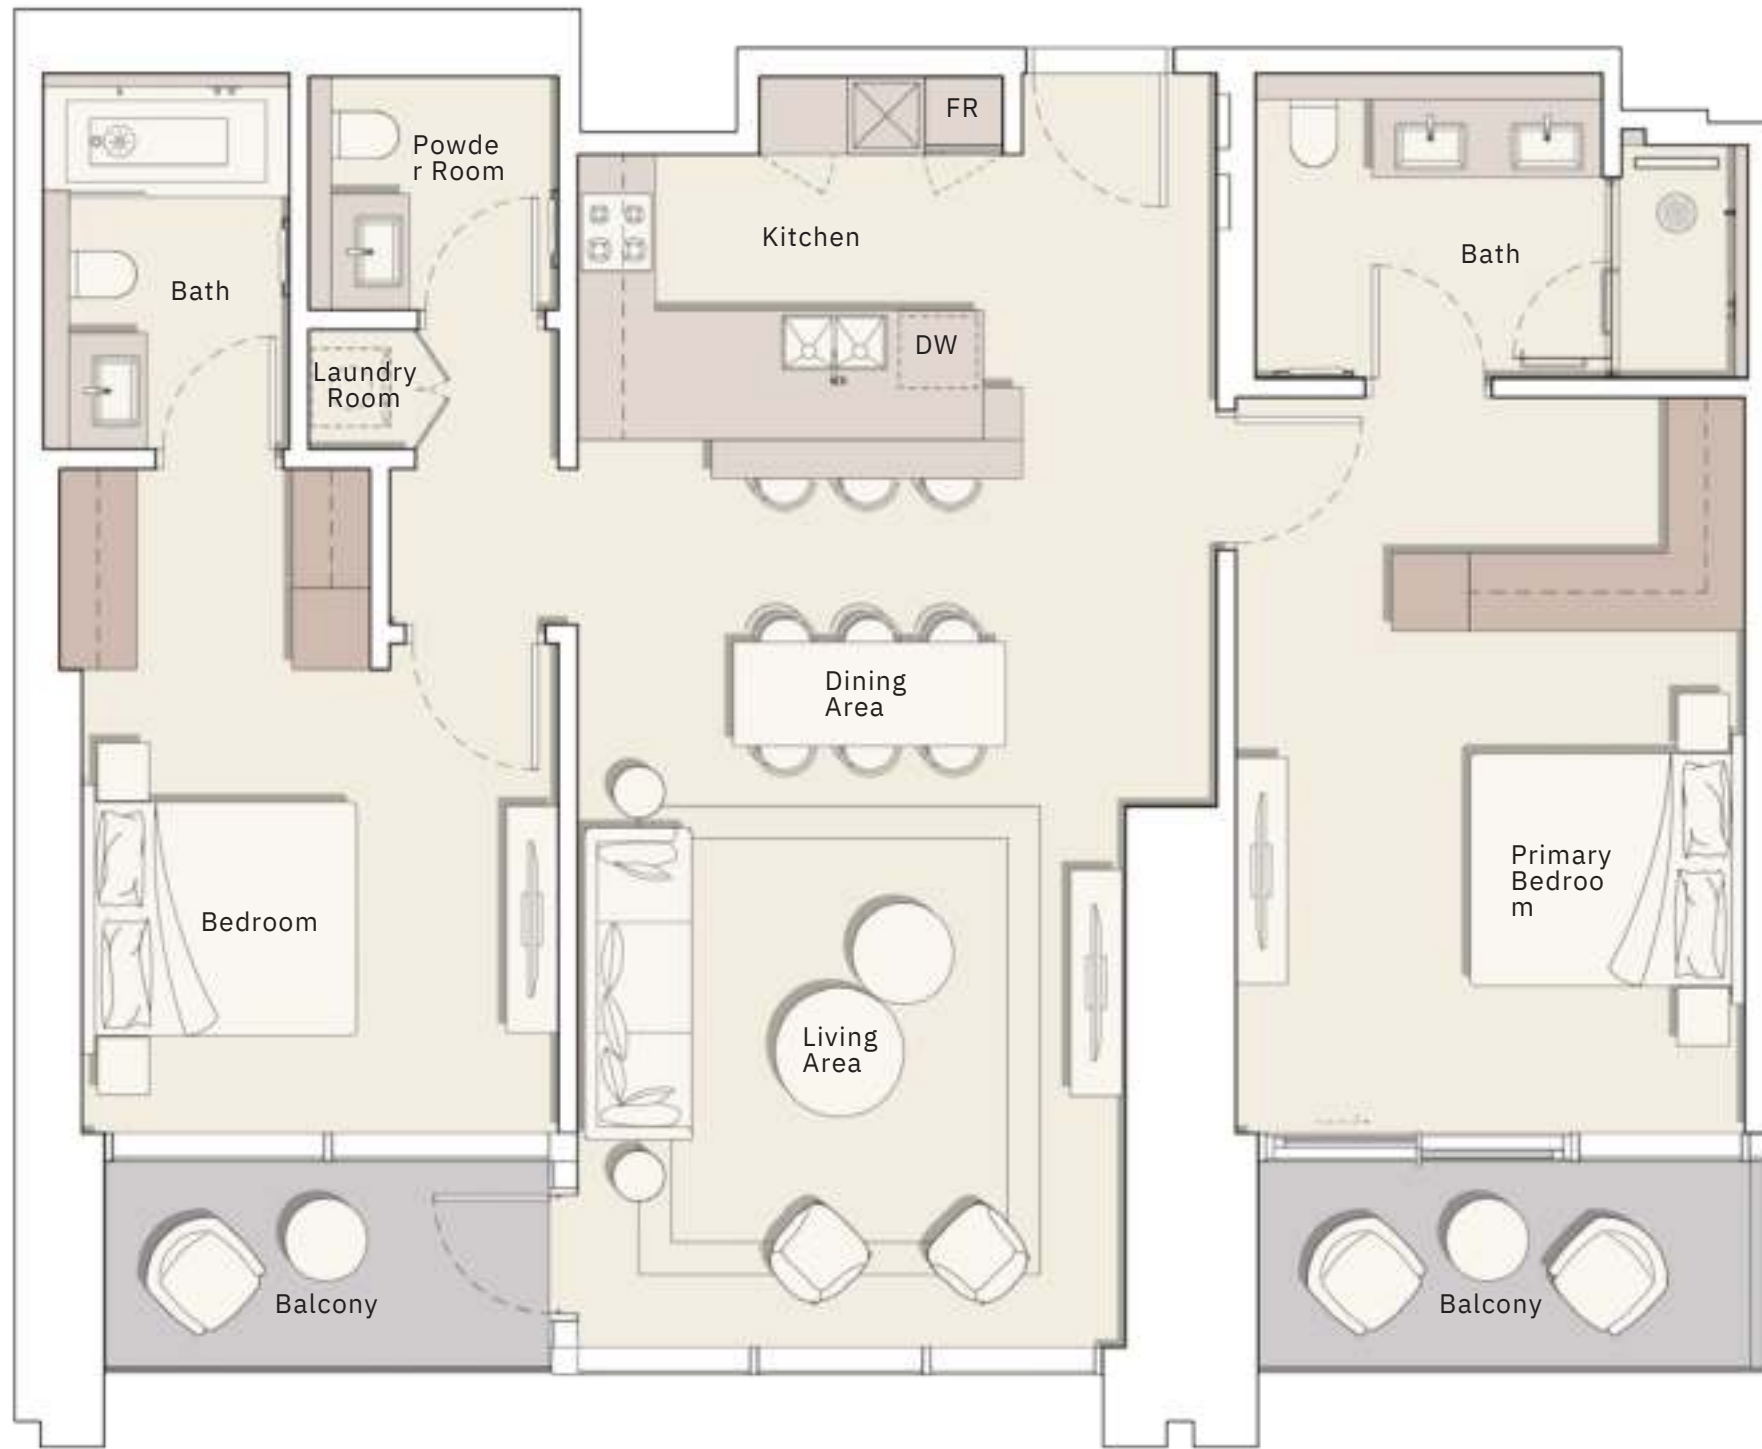 FR
Powde
r Room
Kitchen
Bath
Bath
DW
Laundry
Room
Dining
Area
Primary
Bedroo
m
Bedroom
Living
Area
Balcony
Balcony